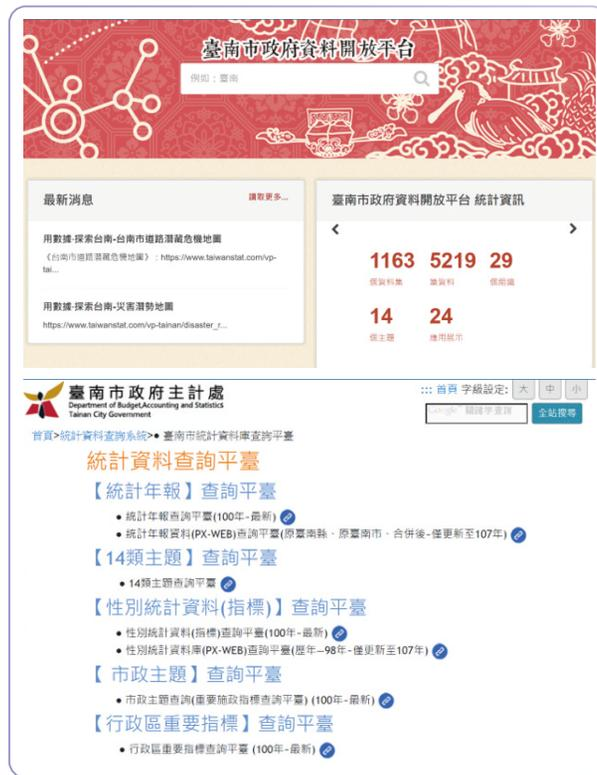 臺南市政府資料開放平台
例如：臺南
最新消息
讀取更多...
用數據-探索台南-台南市道路潛藏危機地圖
《台南市道路潛藏危機地圖》：https://www.taiwanstat.com/vp-
tai...
用數據-探索台南-災害潛勢地圖
https://www.taiwanstat.com/vp-tainan/disaster_r...
臺南市政府資料開放平台 統計資訊
1163 5219 29
個資料集 筆資料 個組織
14 24
個主題 應用展示
臺南市政府主計處
Department of Budget,Accounting and Statistics
Tainan City Government
::: 首頁 字級設定: 大 中 小
Google 關鍵字查詢 全站搜尋
首頁>統計資料查詢系統>● 臺南市統計資料庫查詢平臺
統計資料查詢平臺
【統計年報】查詢平臺
● 統計年報查詢平臺(100年-最新)
● 統計年報資料(PX-WEB)查詢平臺(原臺南縣、原臺南市、合併後-僅更新至107年)
【14類主題】查詢平臺
● 14類主題查詢平臺
【性別統計資料(指標)】查詢平臺
● 性別統計資料(指標)查詢平臺(100年-最新)
● 性別統計資料庫(PX-WEB)查詢平臺(歷年—98年-僅更新至107年)
【 市政主題】查詢平臺
● 市政主題查詢(重要施政指標查詢平臺) (100年-最新)
【行政區重要指標】查詢平臺
● 行政區重要指標查詢平臺 (100年-最新)